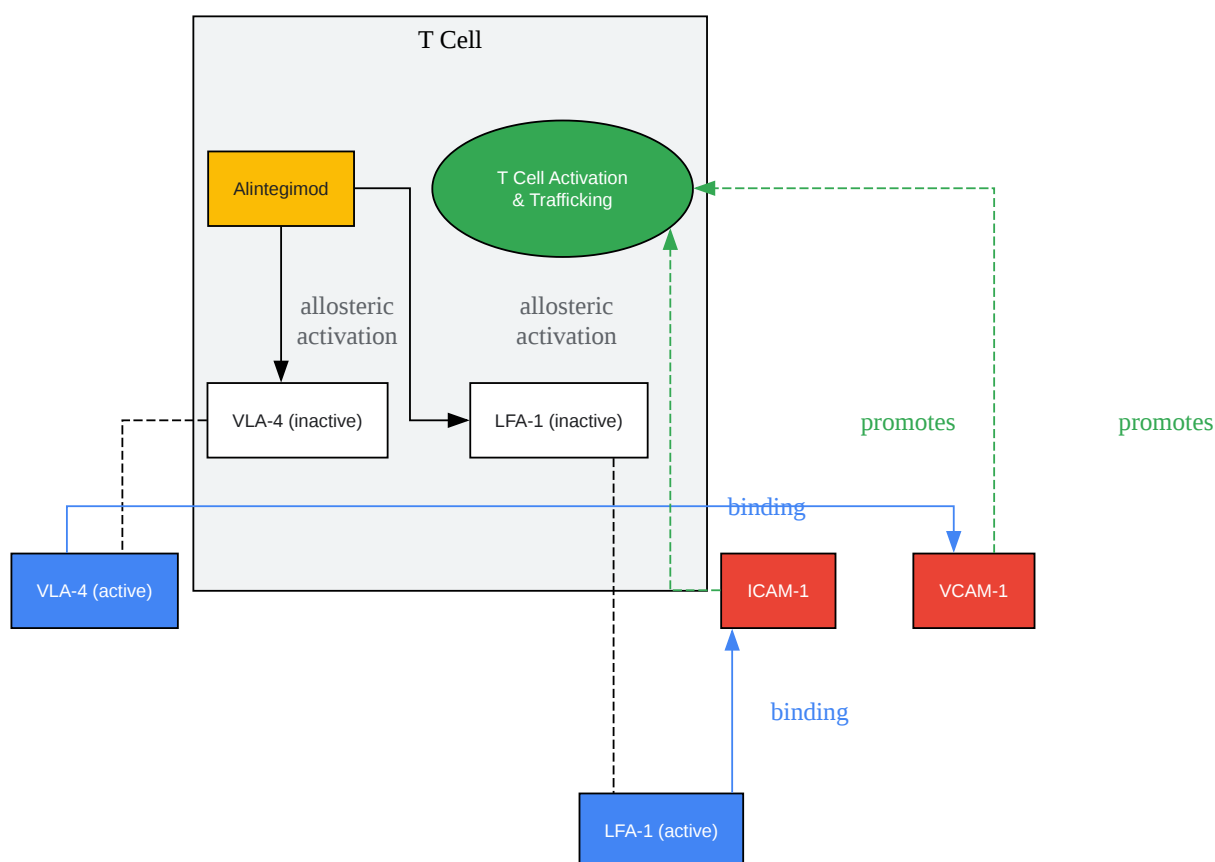 T Cell
Alintegimod
T Cell Activation
& Trafficking
allosteric
activation
allosteric
activation
VLA-4 (inactive)
LFA-1 (inactive)
promotes
promotes
binding
VLA-4 (active)
ICAM-1
VCAM-1
binding
LFA-1 (active)